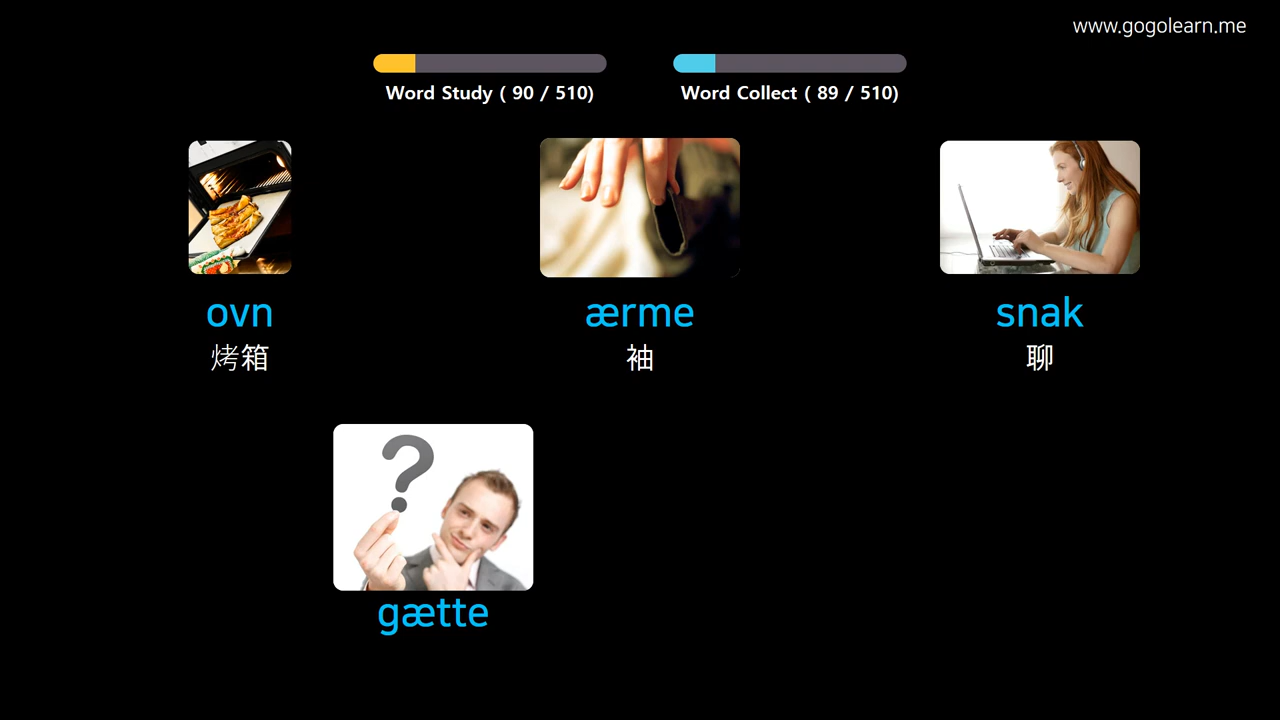 www.gogolearn.me
Word Study ( 90 / 510)
Word Collect ( 89 / 510)
ovn
ærme
snak
烤箱
袖
聊
?
gætte